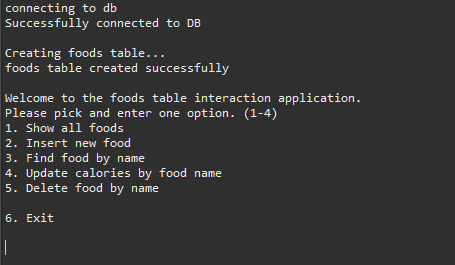 connecting to db
Successfully connected to DB
Creating foods table...
foods table created successfully
Welcome to the foods table interaction application.
Please pick and enter one option. (1-4)
1. Show all foods
2. Insert new food
3. Find food by name
4. Update calories by food name
5. Delete food by name
6. Exit